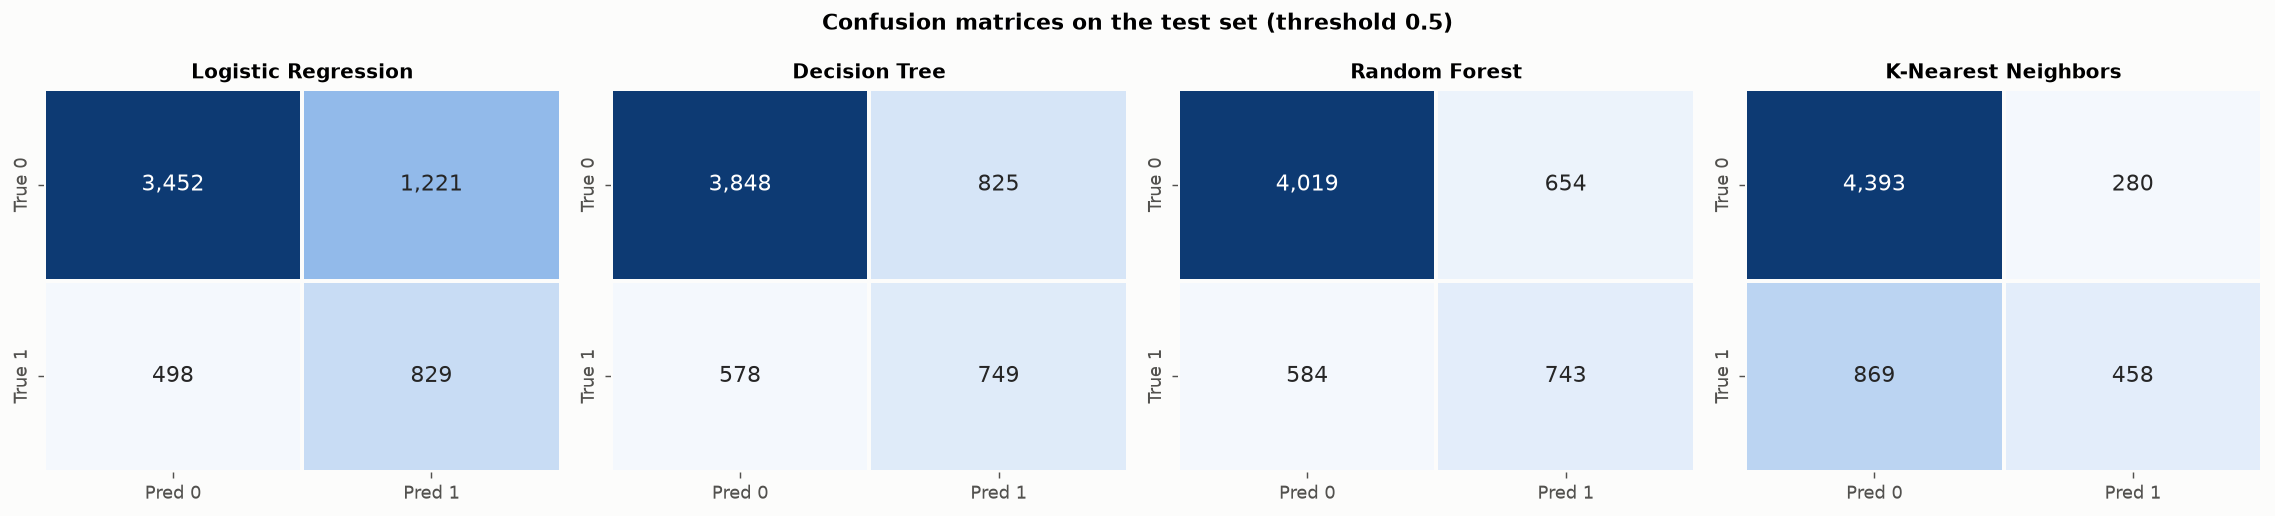 Confusion matrices on the test set (threshold 0.5)
Logistic Regression
True 0
3,452
1,221
True 1
498
829
Pred 0
Pred 1
Decision Tree
True 0
3,848
825
True 1
578
749
Pred 0
Pred 1
Random Forest
True 0
4,019
654
True 1
584
743
Pred 0
Pred 1
K-Nearest Neighbors
True 0
4,393
280
True 1
869
458
Pred 0
Pred 1